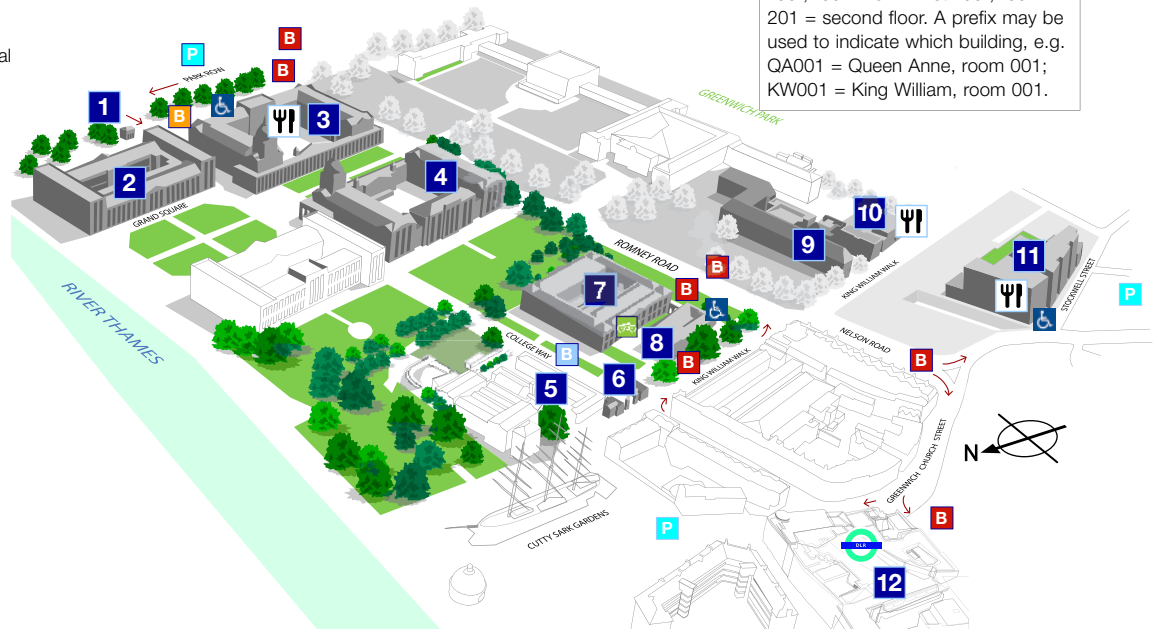 201 = second floor. A prefix may be
used to indicate which building, e.g.
QA001 = Queen Anne, room 001;
KW001 = King William, room 001.
al
B
P
B
PARK ROW
1
B
3
GREENWICH PARK
2
4
GRAND SQUARE
10
ROMNEY ROAD
9
11
B
KING WILLIAM WALK
STOCKWELL STREET
7
B
P
RIVER THAMES
8
NELSON ROAD
COLLEGE WAY
B
B
B
KING WILLIAM WALK
5
6
N
GREENWICH CHURCH STREET
CUTTY SARK GARDENS
P
B
DLR
12